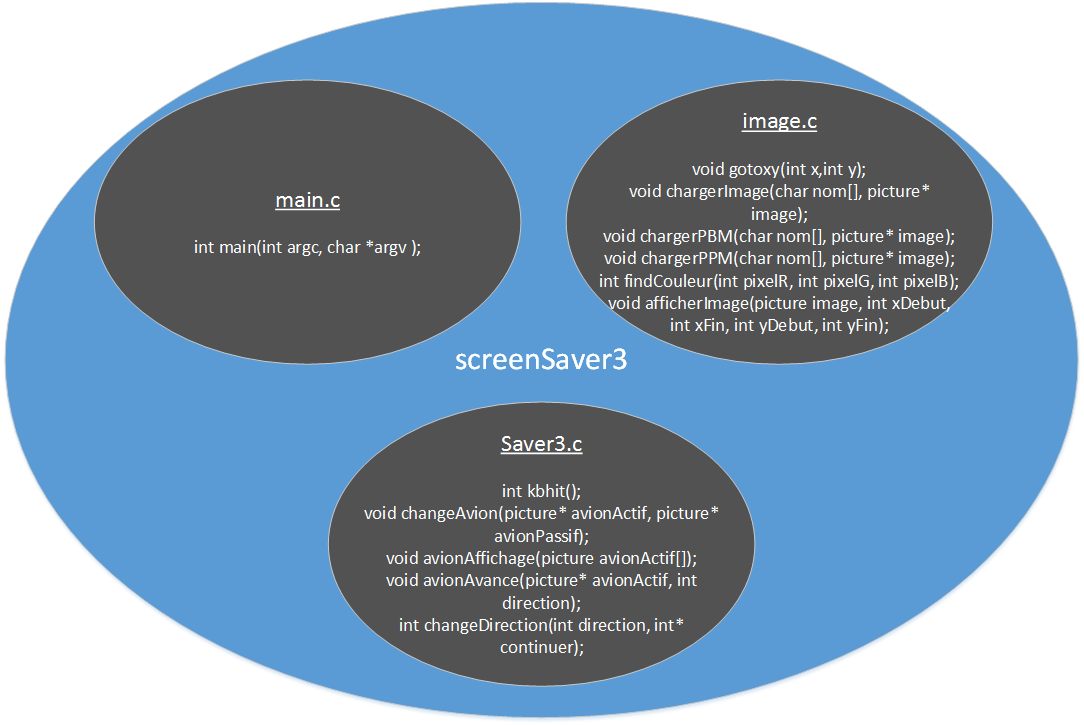 main.c
int main(int argc, char *argv );
image.c
void gotoxy(int x,int y);
void chargerImage(char nom[], picture*
image);
void chargerPBM(char nom[], picture* image);
void chargerPPM(char nom[], picture* image);
int findCouleur(int pixelR, int pixelG, int pixelB);
void afficherImage(picture image, int xDebut,
int xFin, int yDebut, int yFin);
screenSaver3
Saver3.c
int kbhit();
void changeAvion(picture* avionActif, picture*
avionPassif);
void avionAffichage(picture avionActif[]);
void avionAvance(picture* avionActif, int
direction);
int changeDirection(int direction, int*
continuer);